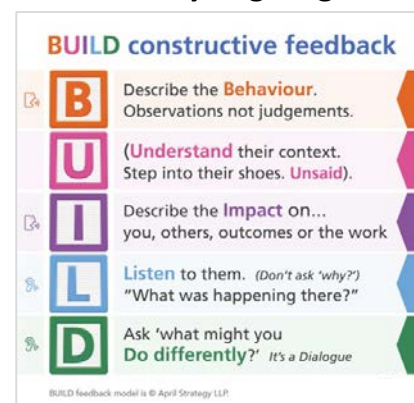 BUILD constructive feedback
B
Describe the Behaviour.
Observations not judgements.
U
(Understand their context.
Step into their shoes. Unsaid).
I
Describe the Impact on...
you, others, outcomes or the work
L
Listen to them. (Don't ask 'why?')
"What was happening there?"
D
Ask 'what might you
Do differently?' It's a Dialogue
BUILD feedback model is © April Strategy LLP.